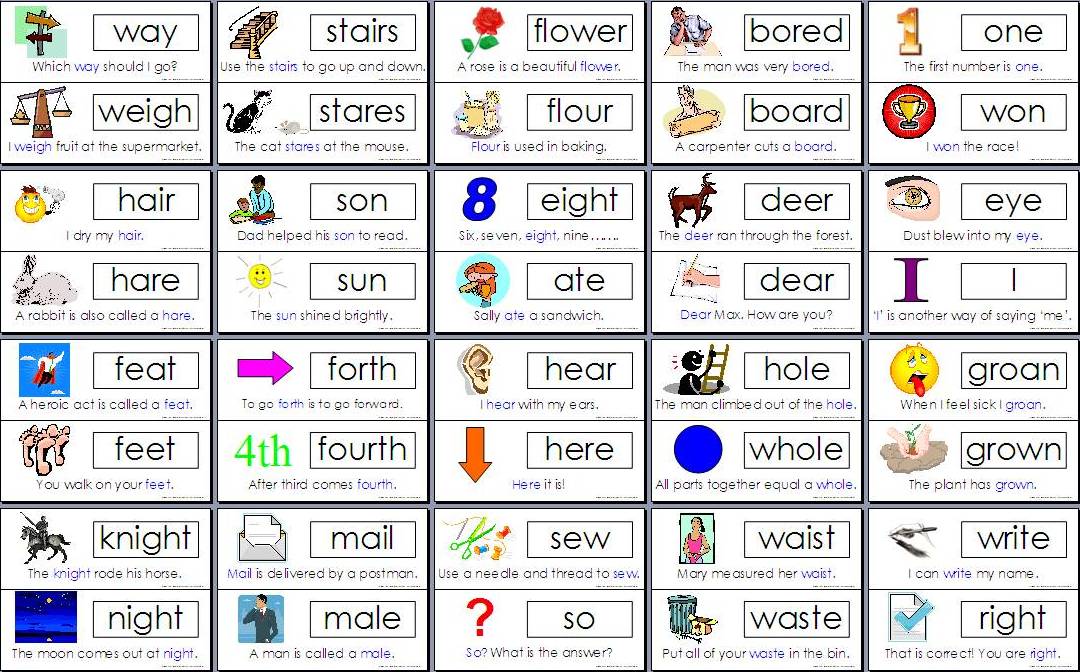 1
way
Which way should I go?
weigh
I weigh fruit at the supermarket.
stairs
Use the stairs to go up and down.
stares
The cat stares at the mouse.
flower
A rose is a beautiful flower.
flour
Flour is used in baking.
bored
The man was very bored.
board
A carpenter cuts a board.
one
The first number is one.
won
I won the race!
hair
I dry my hair.
hare
A rabbit is also called a hare.
son
Dad helped his son to read.
sun
The sun shined brightly.
8
eight
Six, seven, eight, nine…….
ate
Sally ate a sandwich.
deer
The deer ran through the forest.
dear
Dear Max. How are you?
eye
Dust blew into my eye.
I
I
‘I’ is another way of saying ‘me’.
feat
A heroic act is called a feat.
feet
You walk on your feet.
forth
To go forth is to go forward.
4th
fourth
After third comes fourth.
hear
I hear with my ears.
here
Here it is!
hole
The man climbed out of the hole.
whole
All parts together equal a whole.
groan
When I feel sick I groan.
grown
The plant has grown.
knight
The knight rode his horse.
night
The moon comes out at night.
mail
Mail is delivered by a postman.
male
A man is called a male.
sew
Use a needle and thread to sew.
?
so
So? What is the answer?
waist
Mary measured her waist.
waste
Put all of your waste in the bin.
write
I can write my name.
right
That is correct! You are right.